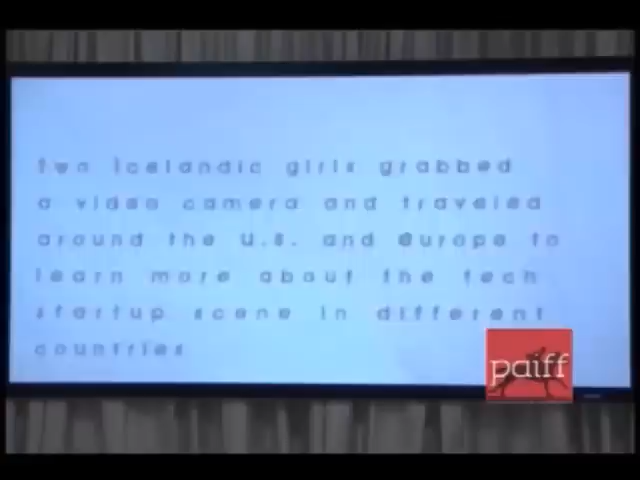 two Icelandic girls grabbed
a video camera and traveled
around the U.S. and Europe to
learn more about the tech
startup scene in different
countries
paiff